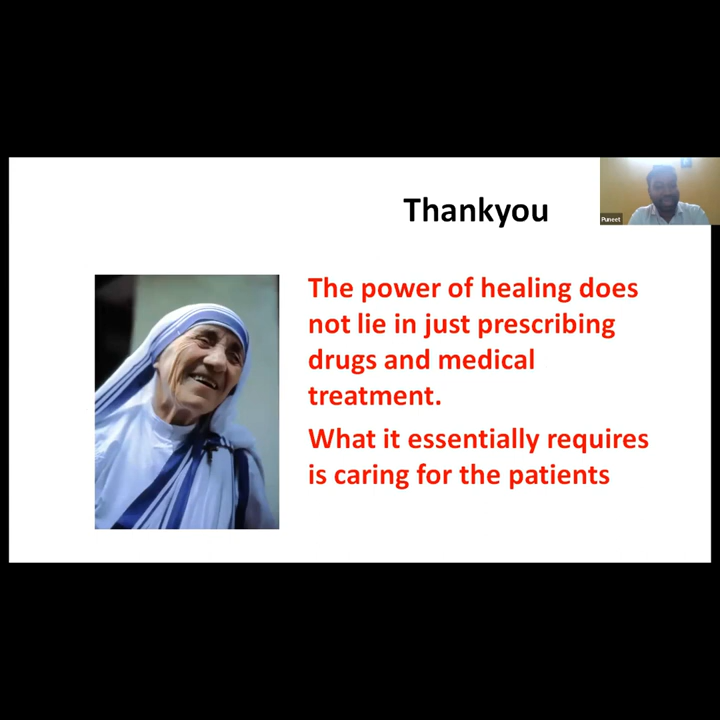 Thankyou
Puneet
The power of healing does
not lie in just prescribing
drugs and medical
treatment.
What it essentially requires
is caring for the patients